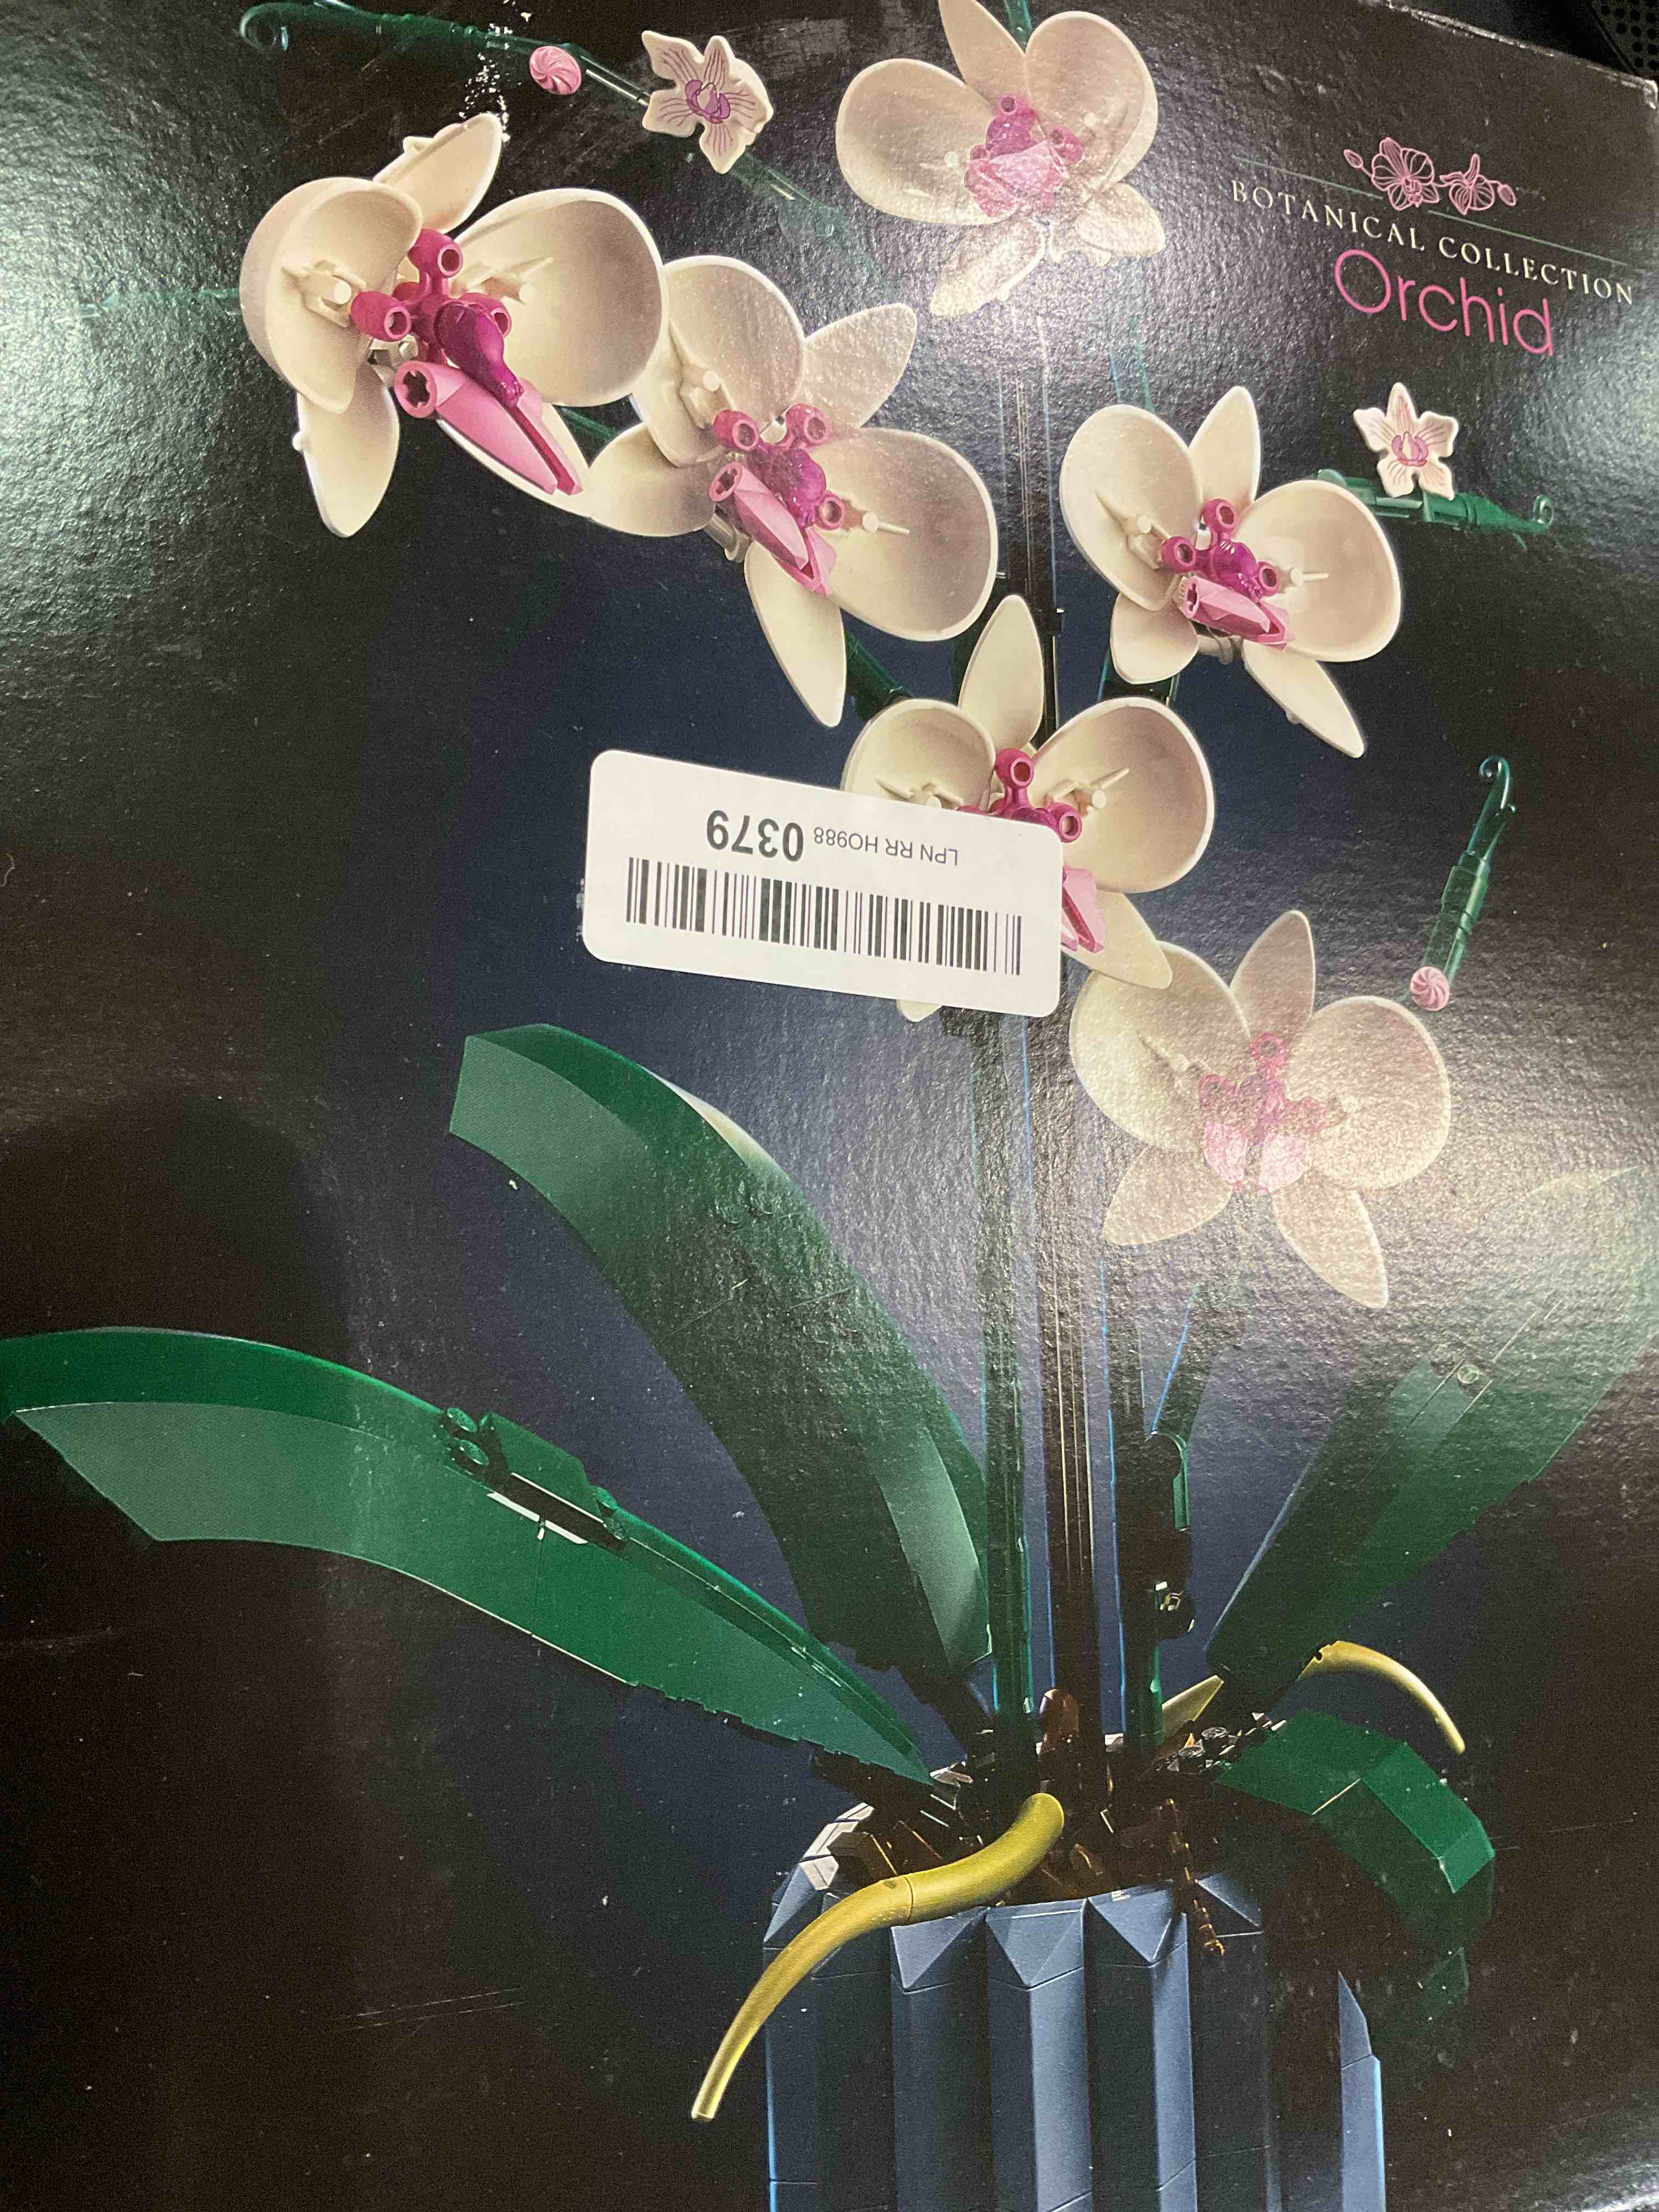 BOTANICAL COLLECTION
Orchid
LPN RR HO988 0379